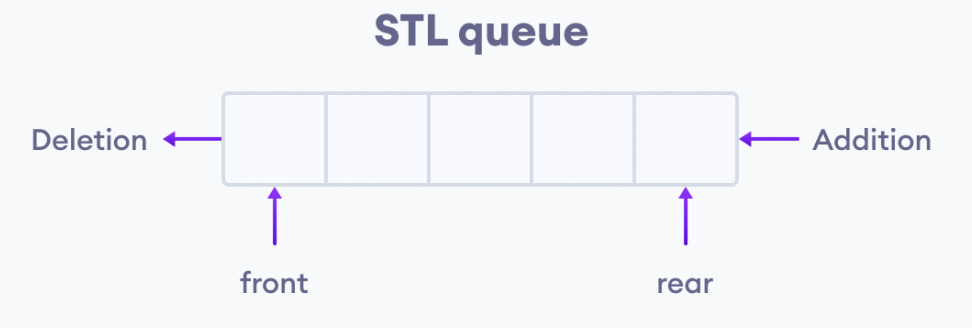 STL queue
Deletion
Addition
front
rear